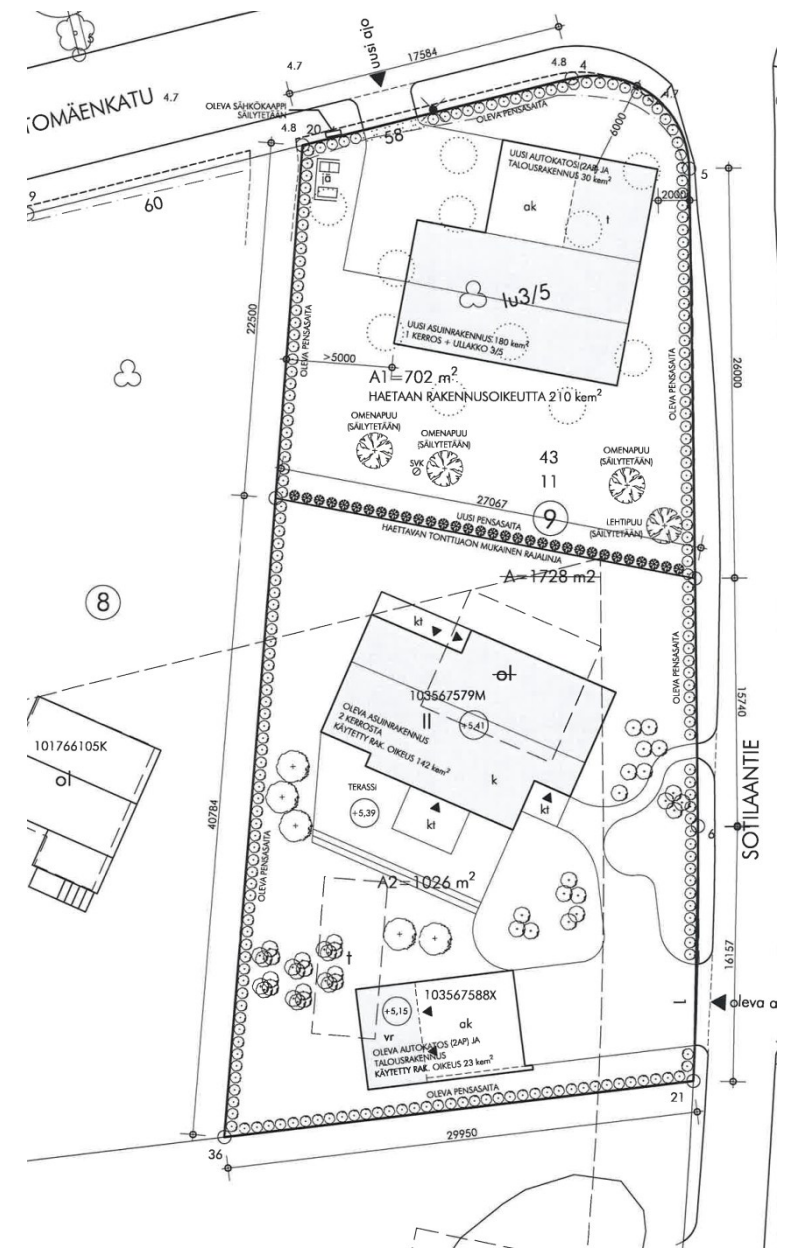 5
uusi ajo
17584
4.7
4.8
4
4.7
TOMÄENKATU
4.7
OLEVA SÄHKÖKAAPPI
SÄILYTETÄÄN
4.8
20
58
OLEVA PENSASAITA
6000
5
9
60
jä
UUSI AUTOKATOS(2AP) JA
TALOUSRAKENNUS 30 kem²
2000
ak
t
22500
OLEVA PENSASAITA
lu3/5
UUSI ASUINRAKENNUS 180 kem²
1 KERROS + ULLAKKO 3/5
>5000
A1=702 m²
HAETAAN RAKENNUSOIKEUTTA 210 kem²
OLEVA PENSASAITA
26000
OMENAPUU
(SÄILYTETÄÄN)
OMENAPUU
(SÄILYTETÄÄN)
SVK
43
11
9
OMENAPUU
(SÄILYTETÄÄN)
27067
LEHTIPUU
(SÄILYTETÄÄN)
UUSI PENSASAITA
HAETTAVAN TONTTIJAON MUKAINEN RAJALINJA
A=1728 m2
8
kt
ol
103567579M
II
+5,41
OLEVA ASUINRAKENNUS
2 KERROSTA
KÄYTETTY RAK. OIKEUS 142 kem²
k
OLEVA PENSASAITA
15740
101766105K
ol
TERASSI
+5,39
kt
kt
SOTILAANTIE
6
40784
OLEVA PENSASAITA
A2=1026 m²
t
16157
103567588X
+5,15
ak
vr
OLEVA AUTOKATOS (2AP) JA
TALOUSRAKENNUS
KÄYTETTY RAK. OIKEUS 23 kem²
oleva a
OLEVA PENSASAITA
21
36
29950